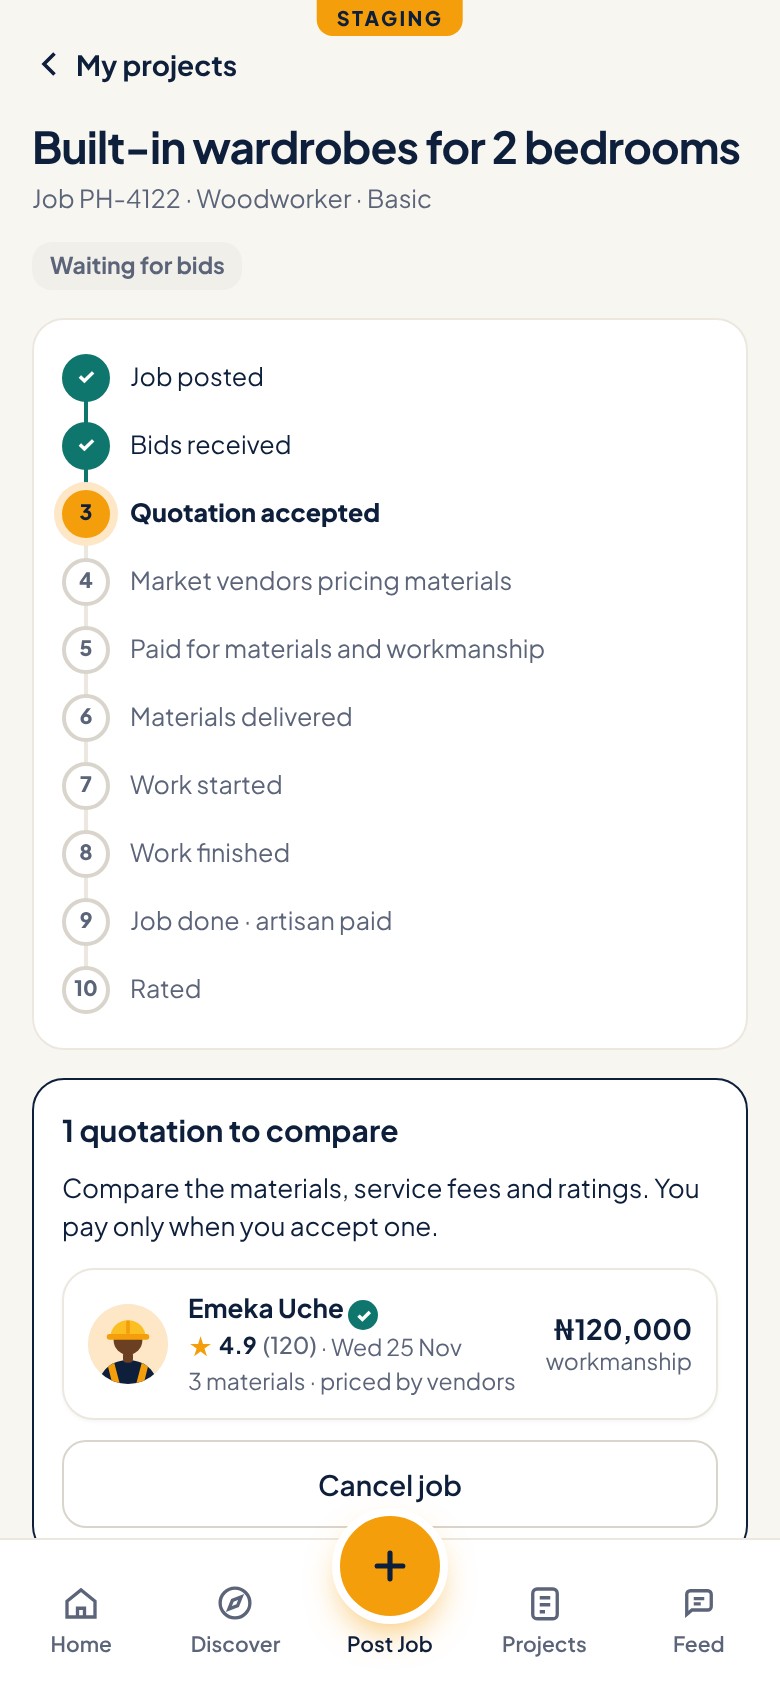 STAGING
My projects
Built-in wardrobes for 2 bedrooms
Job PH-4122 · Woodworker · Basic
Waiting for bids
Job posted
Bids received
3 Quotation accepted
4 Market vendors pricing materials
5 Paid for materials and workmanship
6 Materials delivered
7 Work started
8 Work finished
9 Job done · artisan paid
10 Rated
1 quotation to compare
Compare the materials, service fees and ratings. You
pay only when you accept one.
Emeka Uche
★ 4.9 (120) · Wed 25 Nov
3 materials · priced by vendors
₦120,000
workmanship
Cancel job
Home
Discover
Post Job
Projects
Feed